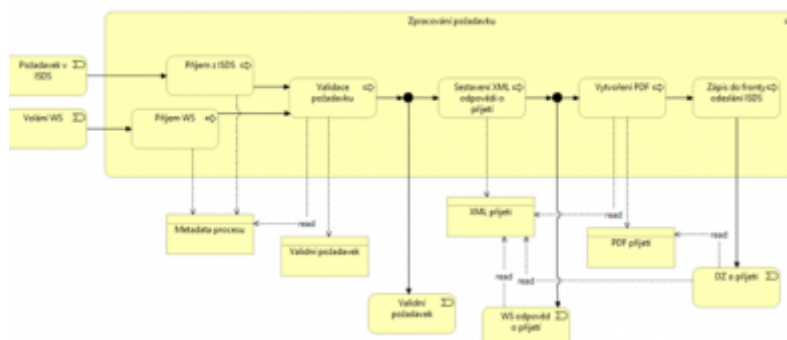 Zpracování požadavku
Požadavek v
ISDS
Příjem z ISDS
Validace
požadavku
Sestavení XML
odpovědi o
přijetí
Vytvoření PDF
Zápis do fronty
odeslání ISDS
Volání WS
Příjem WS
Metadata procesu
read
Validní požadavek
XML přijetí
read
PDF přijetí
read
read
read
DZ o přijetí
Validní
požadavek
WS odpověď
o přijetí